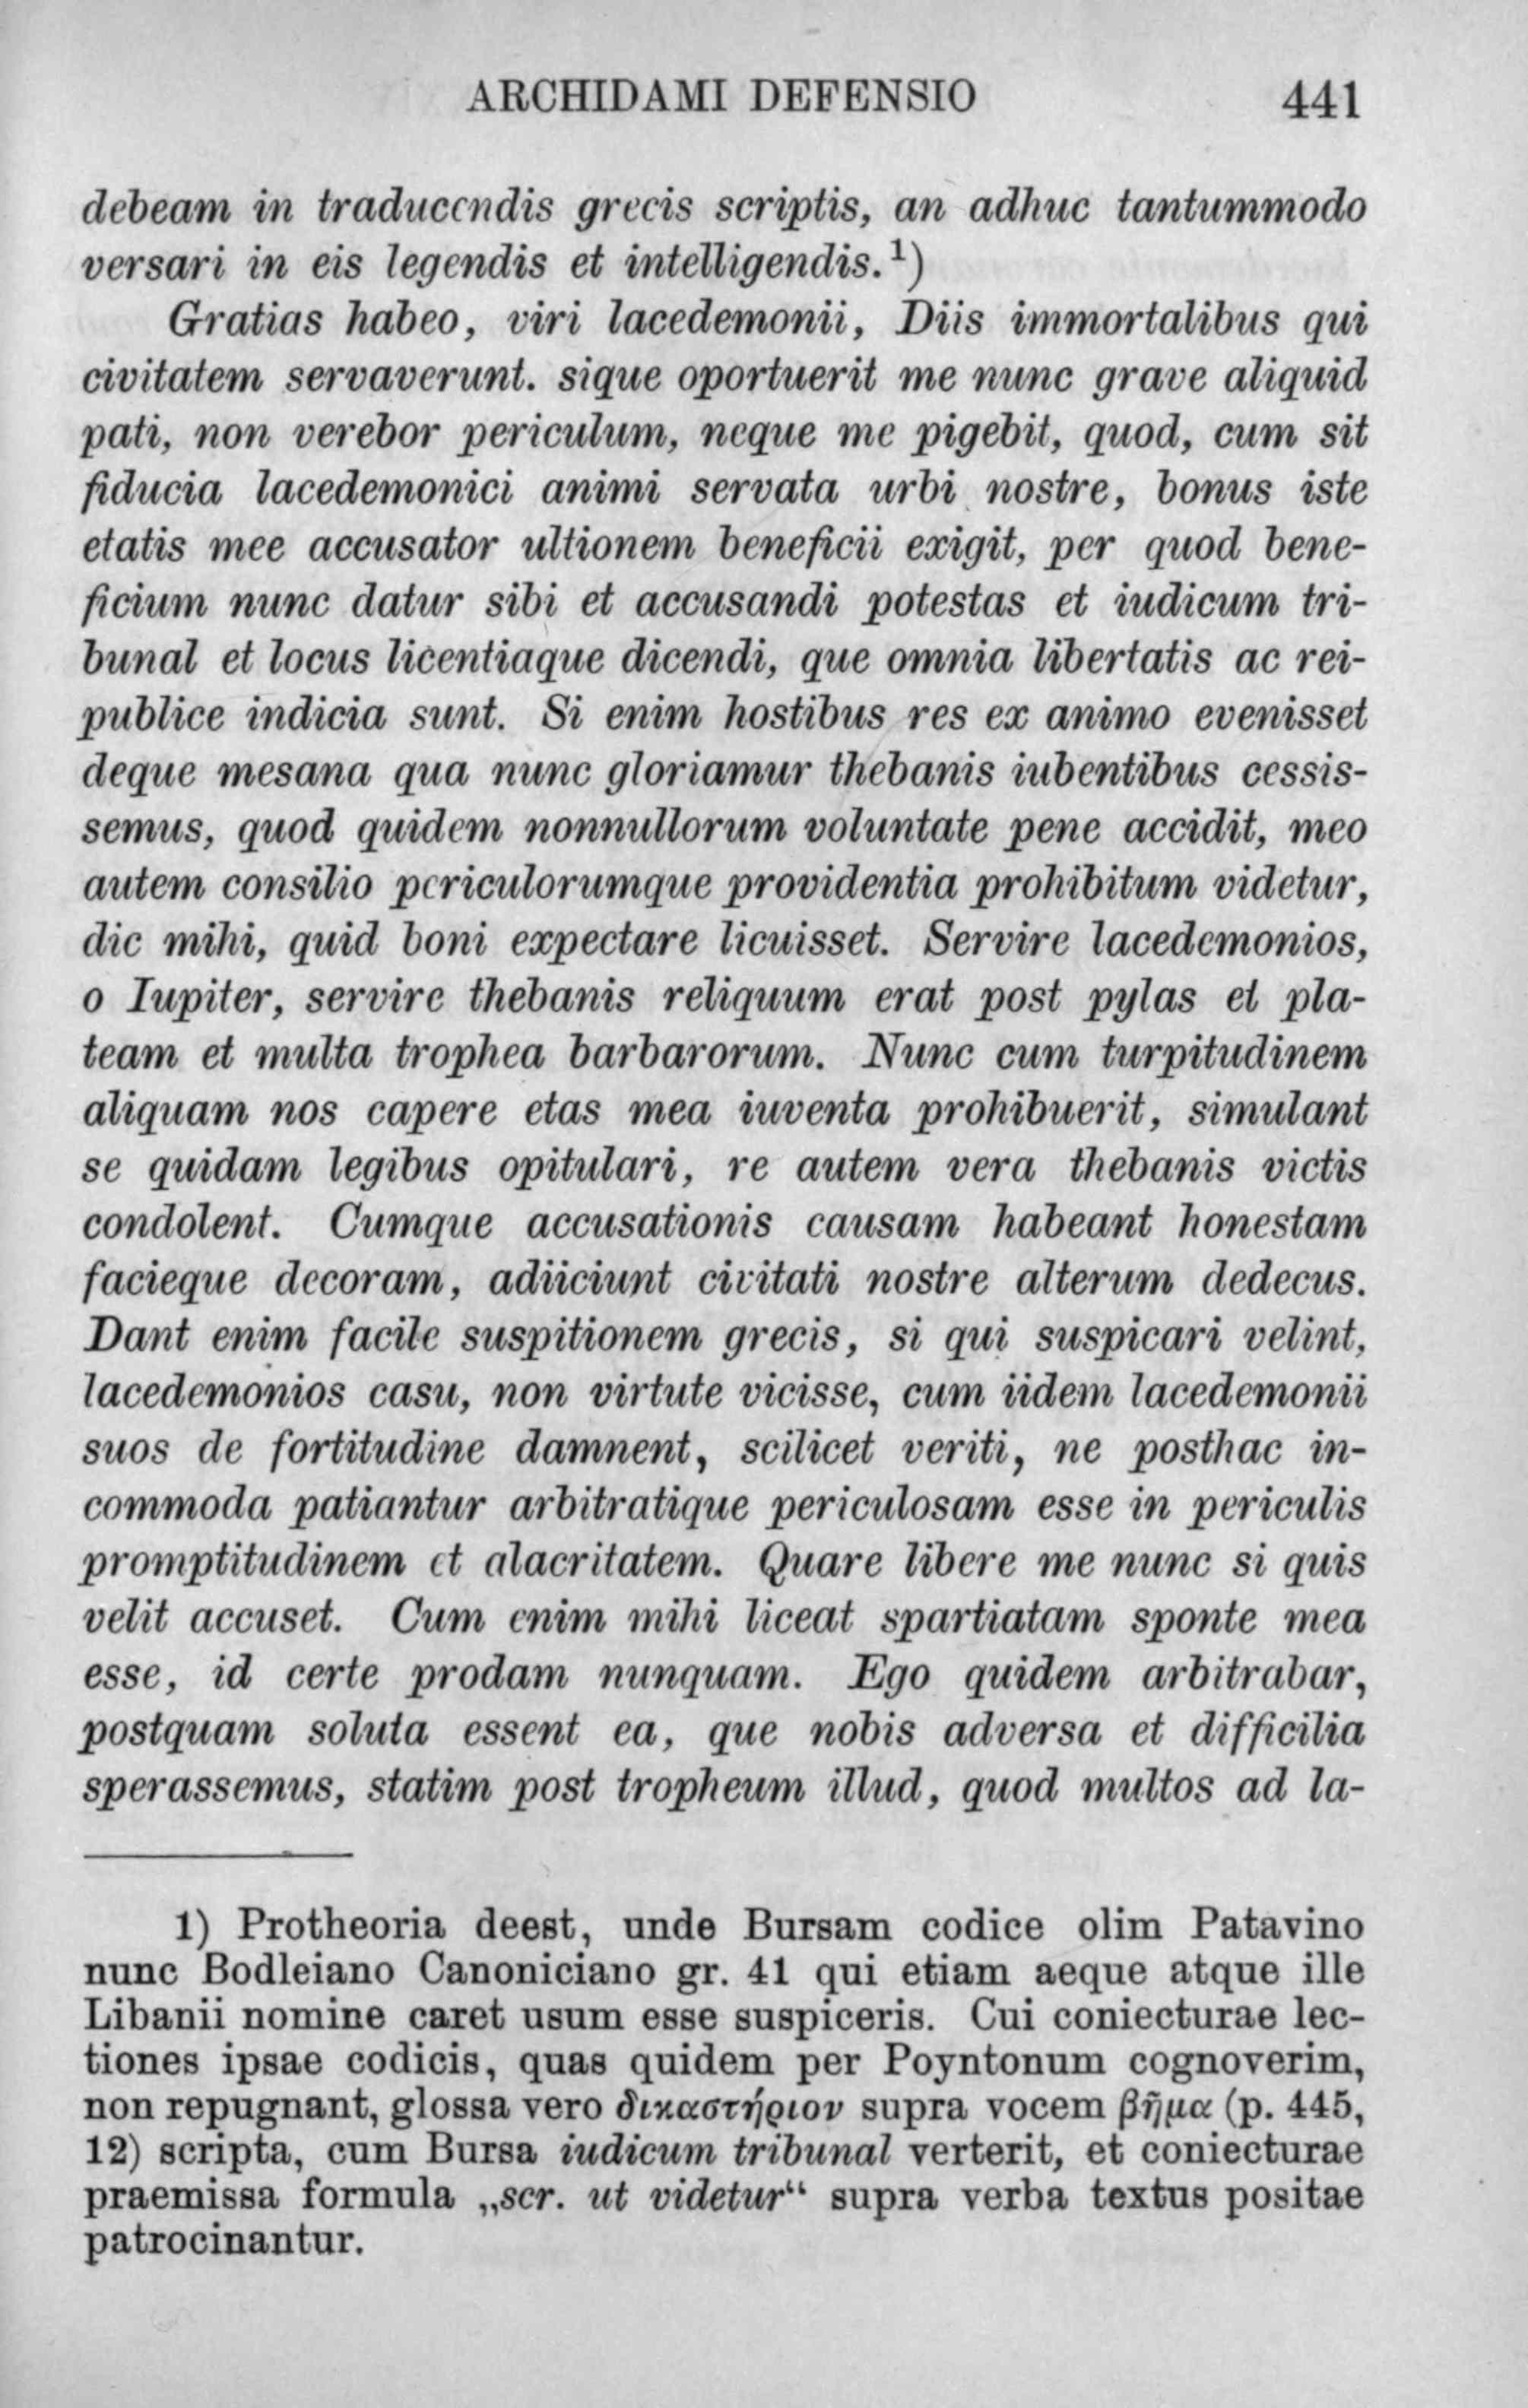 ARCHIDAMI DEFENSIO 441
debeam in traducendis grecis scriptis, an adhuc tantummodo
versari in eis legendis et intelligendis.¹)
Gratias habeo, viri lacedemonii, Diis immortalibus qui
civitatem servaverunt. sique oportuerit me nunc grave aliquid
pati, non verebor periculum, neque me pigebit, quod, cum sit
fiducia lacedemonici animi servata urbi nostre, bonus iste
etatis mee accusator ultionem beneficii exigit, per quod bene-
ficium nunc datur sibi et accusandi potestas et iudicum tri-
bunal et locus licentiaque dicendi, que omnia libertatis ac rei-
publice indicia sunt. Si enim hostibus res ex animo evenisset
deque mesana qua nunc gloriamur thebanis iubentibus cessis-
semus, quod quidem nonnullorum voluntate pene accidit, meo
autem consilio periculorumque providentia prohibitum videtur,
dic mihi, quid boni expectare licuisset. Servire lacedemonios,
o Iupiter, servire thebanis reliquum erat post pylas et pla-
team et multa trophea barbarorum. Nunc cum turpitudinem
aliquam nos capere etas mea iuventa prohibuerit, simulant
se quidam legibus opitulari, re autem vera thebanis victis
condolent. Cumque accusationis causam habeant honestam
facieque decoram, adiiciunt civitati nostre alterum dedecus.
Dant enim facile suspitionem grecis, si qui suspicari velint,
lacedemonios casu, non virtute vicisse, cum iidem lacedemonii
suos de fortitudine damnent, scilicet veriti, ne posthac in-
commoda patiantur arbitratique periculosam esse in periculis
promptitudinem et alacritatem. Quare libere me nunc si quis
velit accuset. Cum enim mihi liceat spartiatam sponte mea
esse, id certe prodam nunquam. Ego quidem arbitrabar,
postquam soluta essent ea, que nobis adversa et difficilia
sperassemus, statim post tropheum illud, quod multos ad la-
1) Protheoria deest, unde Bursam codice olim Patavino
nunc Bodleiano Canoniciano gr. 41 qui etiam aeque atque ille
Libanii nomine caret usum esse suspiceris. Cui coniecturae lec-
tiones ipsae codicis, quas quidem per Poyntonum cognoverim,
non repugnant, glossa vero δικαστήριον supra vocem βῆμα (p. 445,
12) scripta, cum Bursa iudicum tribunal verterit, et coniecturae
praemissa formula „scr. ut videtur“ supra verba textus positae
patrocinantur.